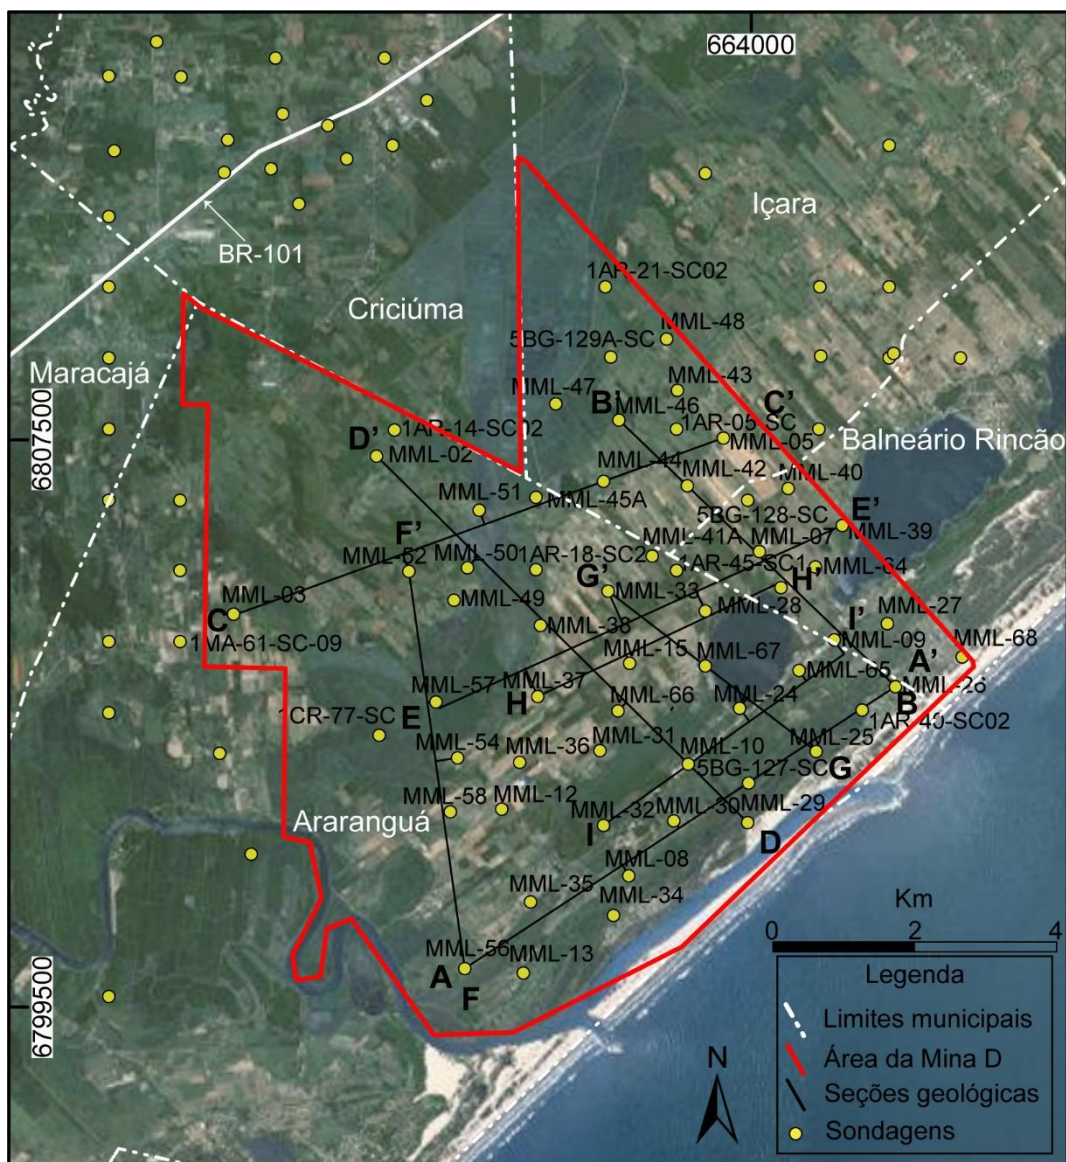 664000
Içara
BR-101
1AR-21-SC02
Criciúma
MML-48
5BG-129A-SC
Maracajá
MML-43
MML-47
B’
C’
MML-46
6807500
1AR-14-SC02
1AR-05-SC
D’
MML-05
Balneário Rincão
MML-02
MML-44
MML-42
MML-40
MML-51
MML-45A
5BG-128-SC
E’
F’
MML-39
MML-41A
MML-07
MML-52
MML-50
1AR-18-SC2
1AR-45-SC1
MML-64
G’
H’
MML-33
MML-03
MML-49
MML-28
C
MML-27
MML-38
I’
1MA-61-SC-09
MML-09
MML-68
MML-15
MML-67
A’
MML-65
MML-37
MML-57
MML-26
H
B
E
MML-66
MML-24
1CR-77-SC
1AR-40-SC02
MML-54
MML-31
MML-36
MML-10
MML-25
5BG-127-SC
G
MML-58
MML-12
MML-29
MML-32
MML-30
Araranguá
I
D
MML-08
MML-35
MML-34
Km
0
2
4
MML-56
MML-13
A
F
6799500
N
Legenda
Limites municipais
Área da Mina D
Seções geológicas
Sondagens